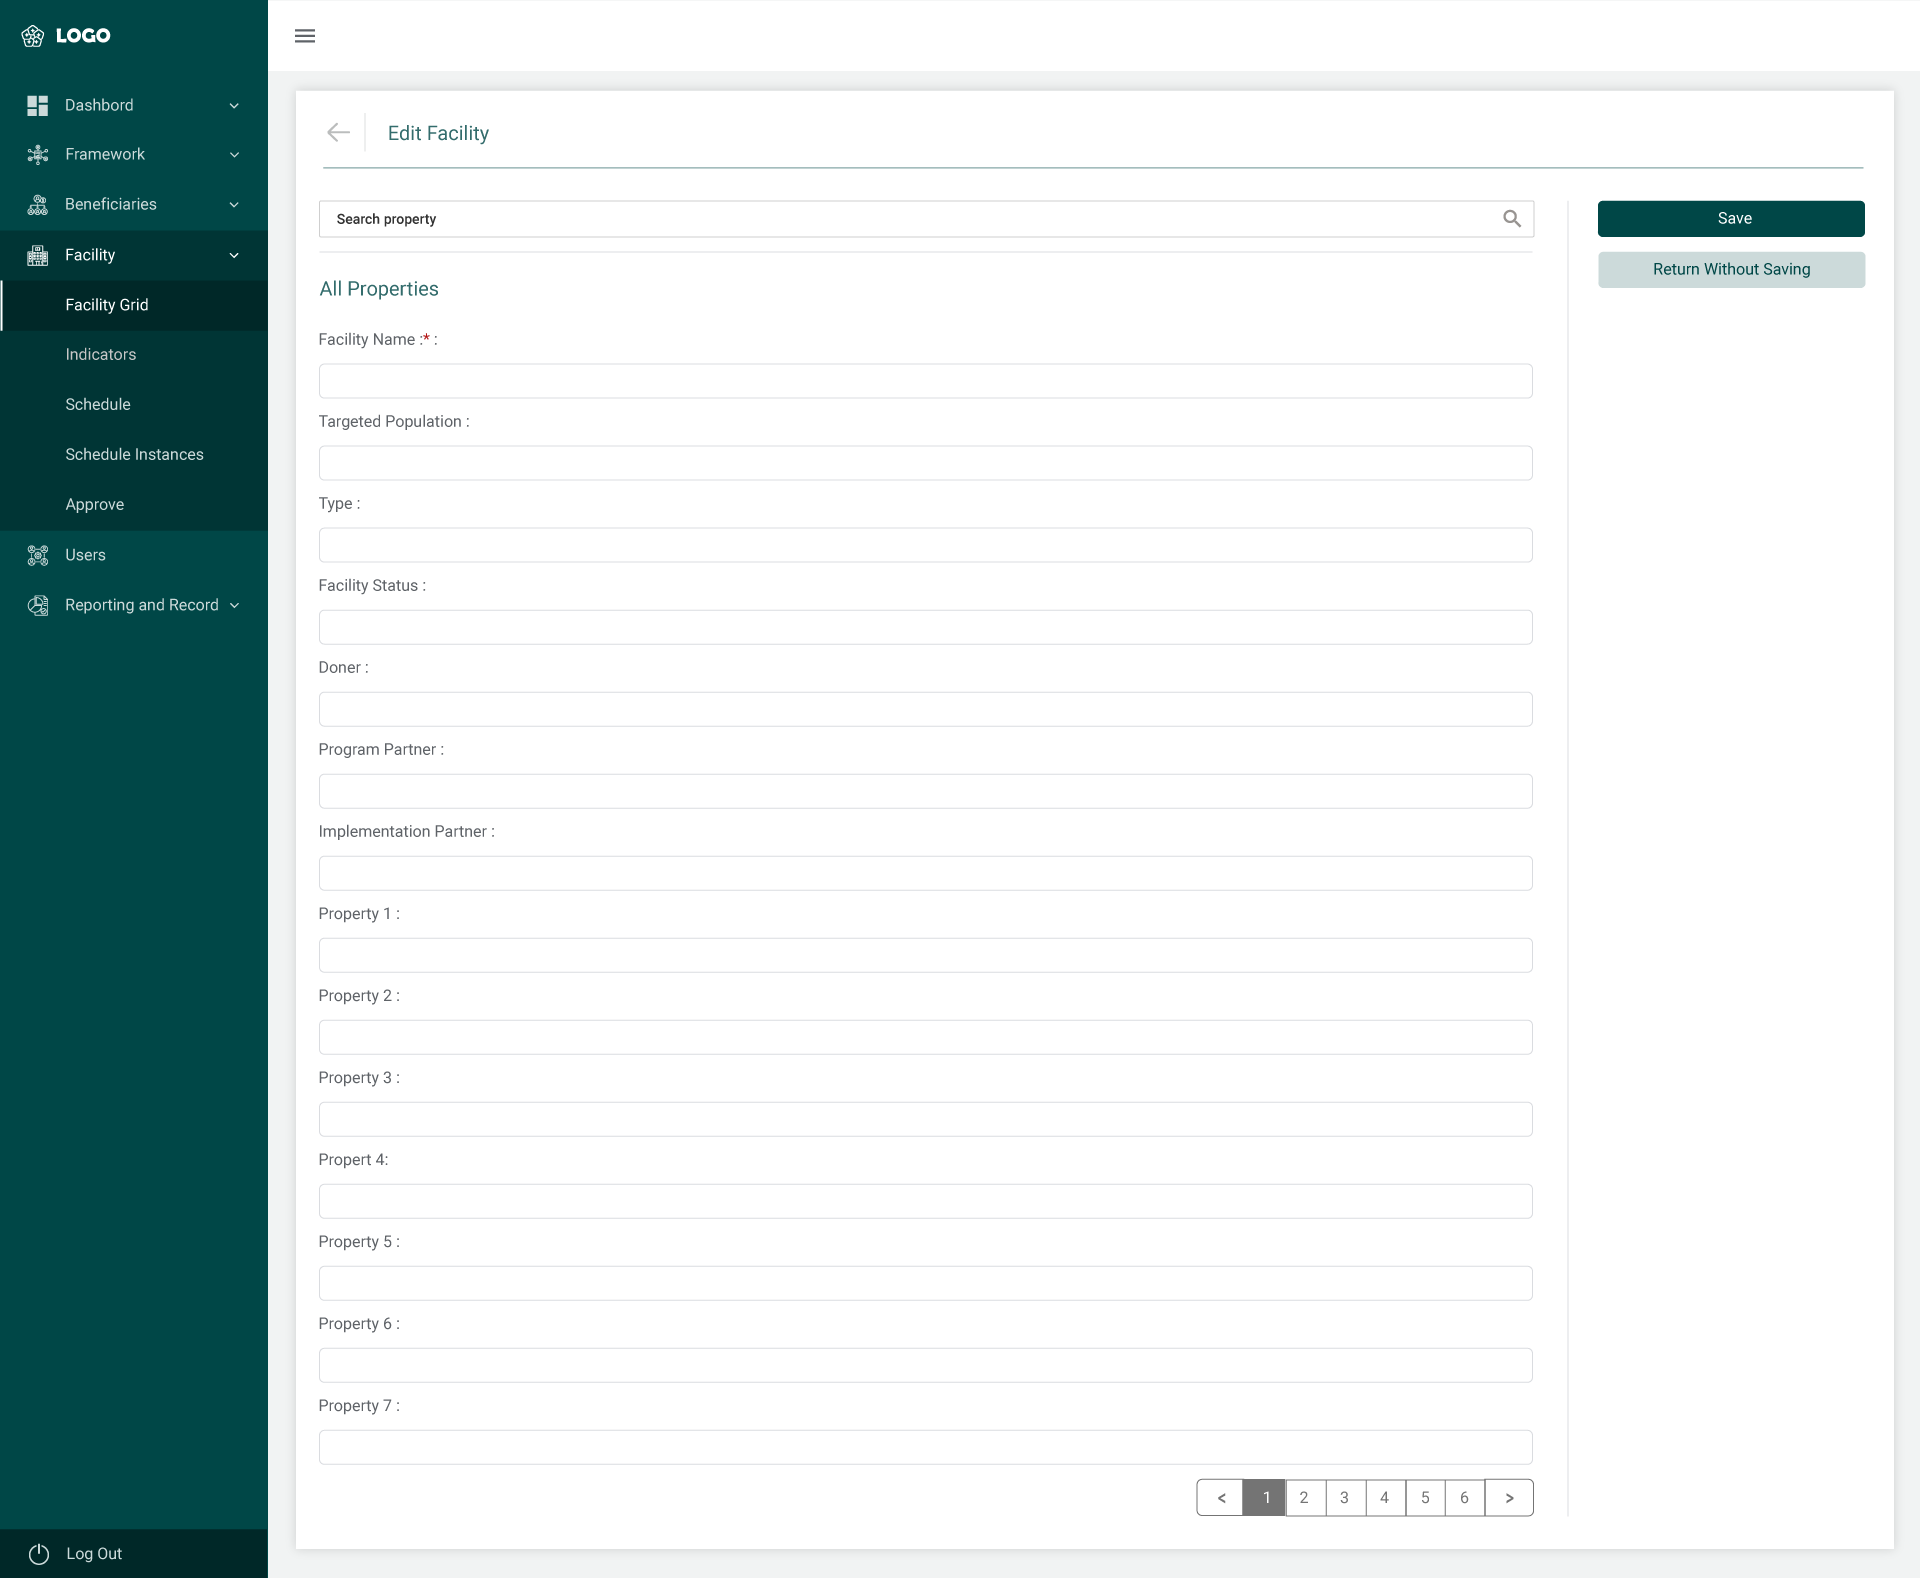 LOGO
Dashbord
Framework
Beneficiaries
Facility
Facility Grid
Indicators
Schedule
Schedule Instances
Approve
Users
Reporting and Record
Log Out
Edit Facility
Search property
All Properties
Facility Name :* :
Targeted Population :
Type :
Facility Status :
Doner :
Program Partner :
Implementation Partner :
Property 1 :
Property 2 :
Property 3 :
Propert 4:
Property 5 :
Property 6 :
Property 7 :
< 1 2 3 4 5 6 >
Save
Return Without Saving